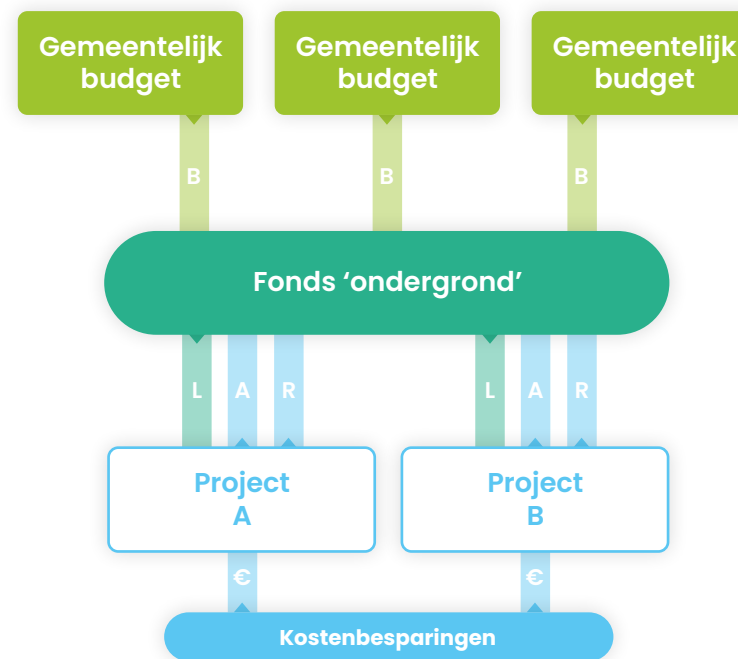 Gemeentelijk
budget
Gemeentelijk
budget
Gemeentelijk
budget
B
B
B
Fonds ‘ondergrond’
L
A
R
L
A
R
Project
A
Project
B
€
€
Kostenbesparingen